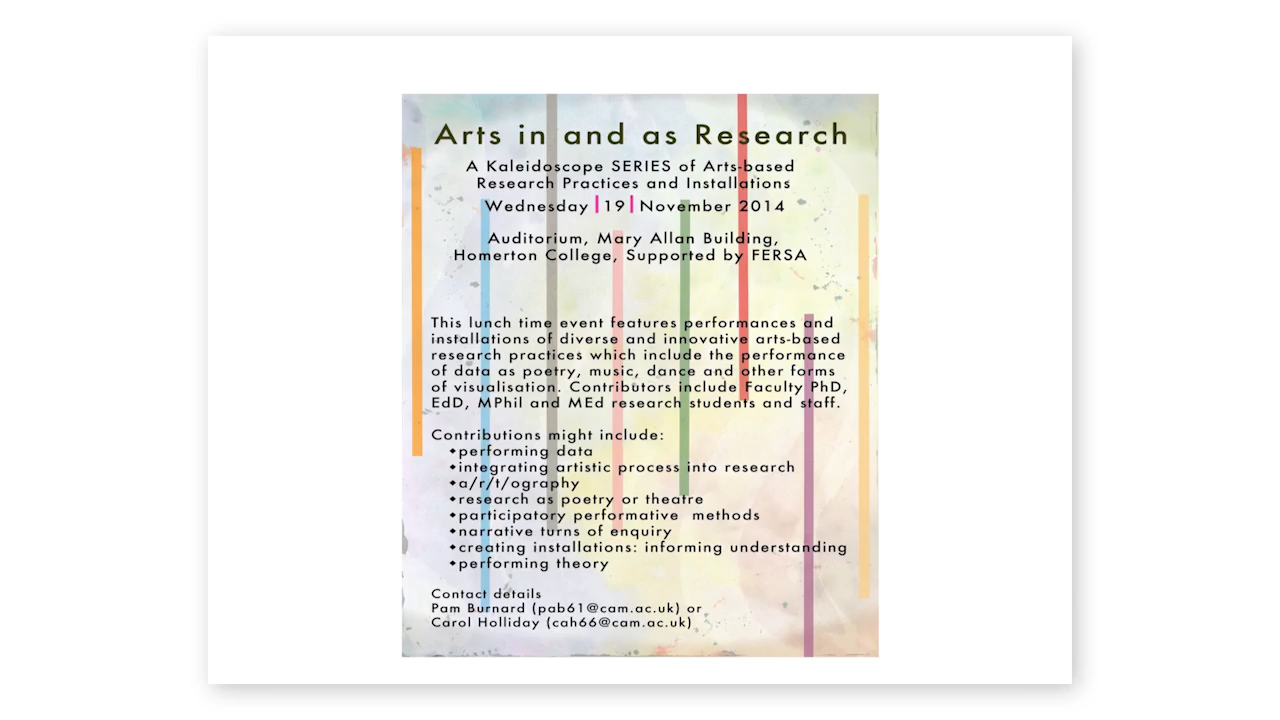 Arts in and as Research
A Kaleidoscope SERIES of Arts-based
Research Practices and Installations
Wednesday |19| November 2014
Auditorium, Mary Allan Building,
Homerton College, Supported by FERSA
This lunch time event features performances and
installations of diverse and innovative arts-based
research practices which include the performance
of data as poetry, music, dance and other forms
of visualisation. Contributors include Faculty PhD,
EdD, MPhil and MEd research students and staff.
Contributions might include:
◆performing data
◆integrating artistic process into research
◆a/r/t/ography
◆research as poetry or theatre
◆participatory performative  methods
◆narrative turns of enquiry
◆creating installations: informing understanding
◆performing theory
Contact details
Pam Burnard (pab61@cam.ac.uk) or
Carol Holliday (cah66@cam.ac.uk)